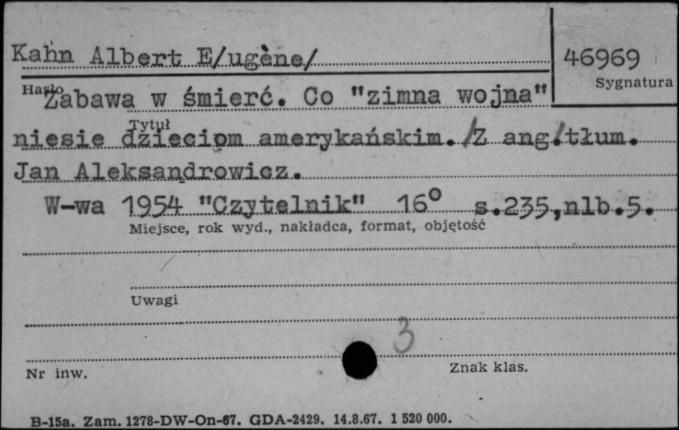 Kahn Albert E/ugène/
46969
Sygnatura
Hasło
Zabawa w śmierć. Co "zimna wojna"
Tytuł
niesie dzieciom amerykańskim./Z ang./tłum.
Jan Aleksandrowicz.
W-wa 1954 "Czytelnik" 16° s.235,nlb.5.
Miejsce, rok wyd., nakładca, format, objętość
Uwagi
3
Nr inw.
Znak klas.
B-15a. Zam. 1278-DW-On-67. GDA-2429. 14.8.67. 1 520 000.